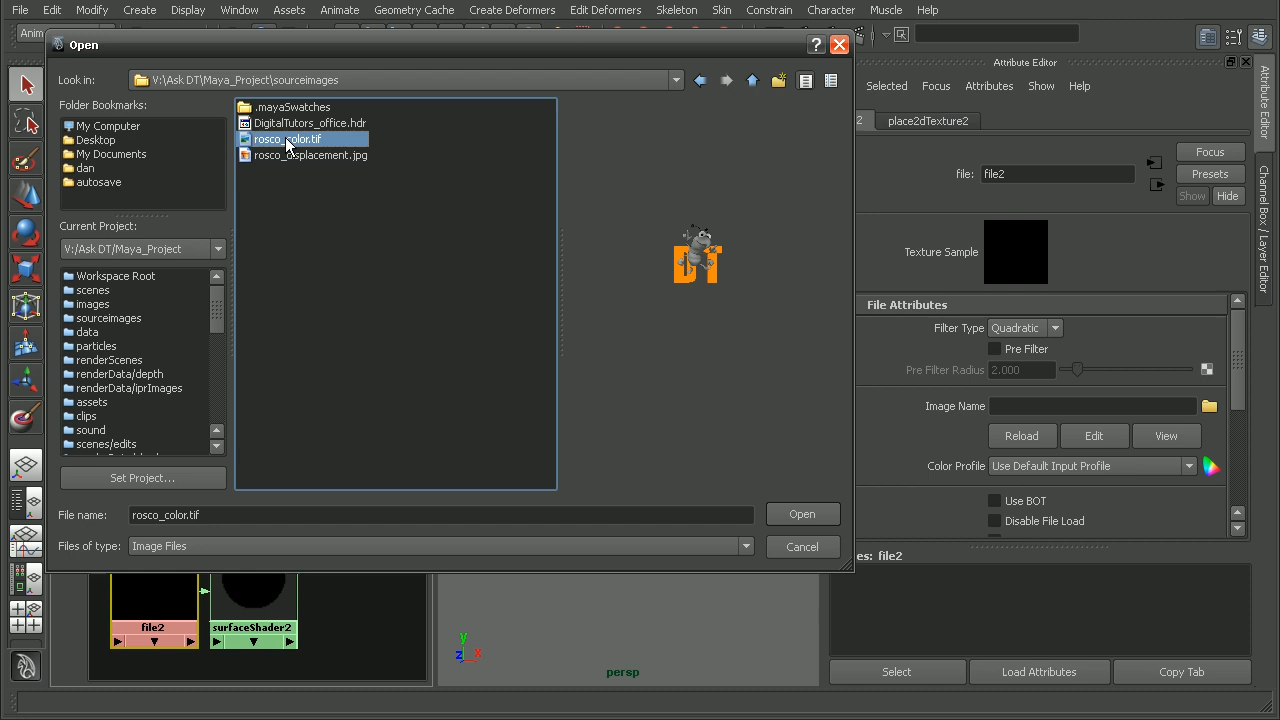 File Edit Modify Create Display Window Assets Animate Geometry Cache Create Deformers Edit Deformers Skeleton Skin Constrain Character Muscle Help
Anim
Open
?
Attribute Editor
Look in:
V:\Ask DT\Maya_Project\sourceimages
Selected Focus Attributes Show Help
Folder Bookmarks:
My Computer
Desktop
My Documents
dan
autosave
.mayaSwatches
DigitalTutors_office.hdr
rosco_color.tif
rosco_displacement.jpg
2
place2dTexture2
Focus
file:
file2
Presets
Show
Hide
Current Project:
V:/Ask DT/Maya_Project
Workspace Root
scenes
images
sourceimages
data
particles
renderScenes
renderData/depth
renderData/iprImages
assets
clips
sound
scenes/edits
Set Project...
DT
Texture Sample
File Attributes
Filter Type
Quadratic
Pre Filter
Pre Filter Radius
2.000
Image Name
Reload
Edit
View
Color Profile
Use Default Input Profile
Use BOT
Disable File Load
File name:
rosco_color.tif
Open
Files of type:
Image Files
Cancel
es: file2
file2
surfaceShader2
y
z
x
persp
Select
Load Attributes
Copy Tab
Attribute Editor
Channel Box / Layer Editor